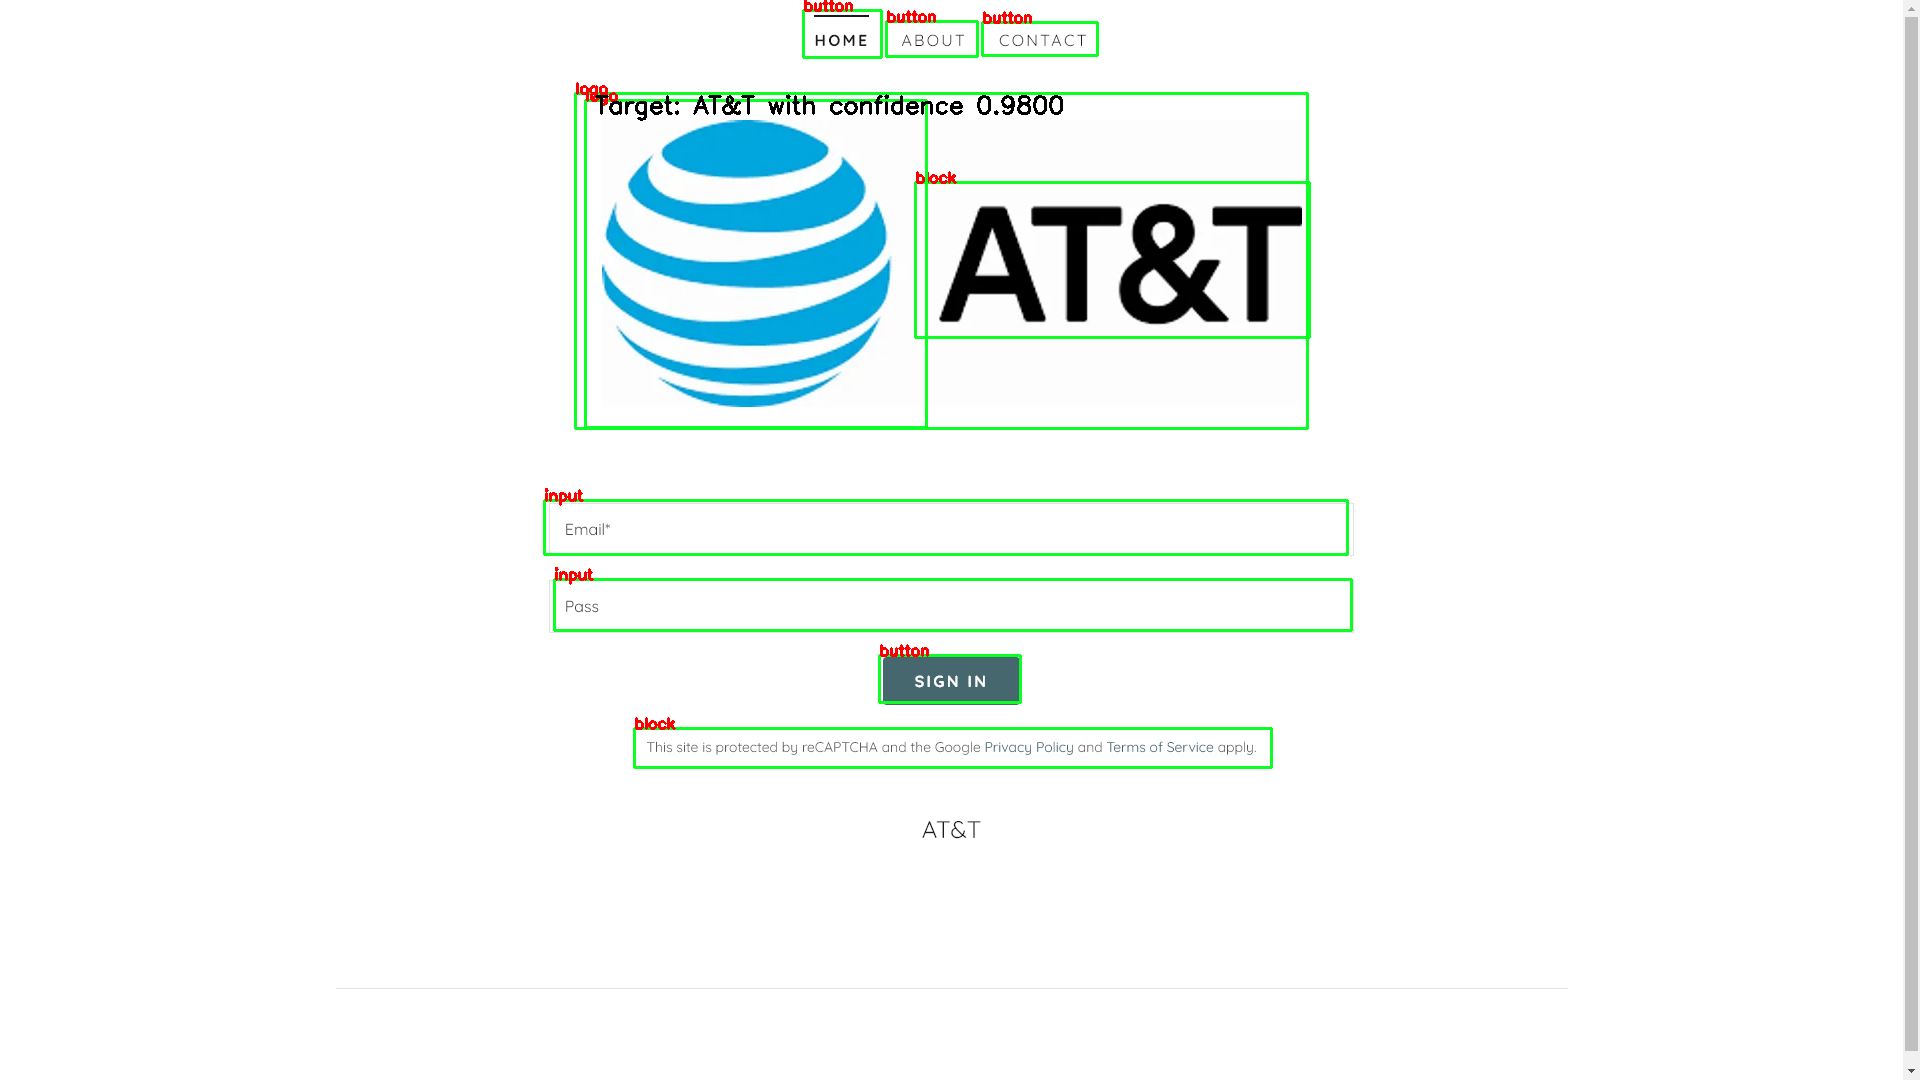 button
button
button
HOME
ABOUT
CONTACT
logo
logo
Target: AT&T with confidence 0.9800
block
AT&T
input
Email*
input
Pass
button
SIGN IN
block
This site is protected by reCAPTCHA and the Google Privacy Policy and Terms of Service apply.
AT&T